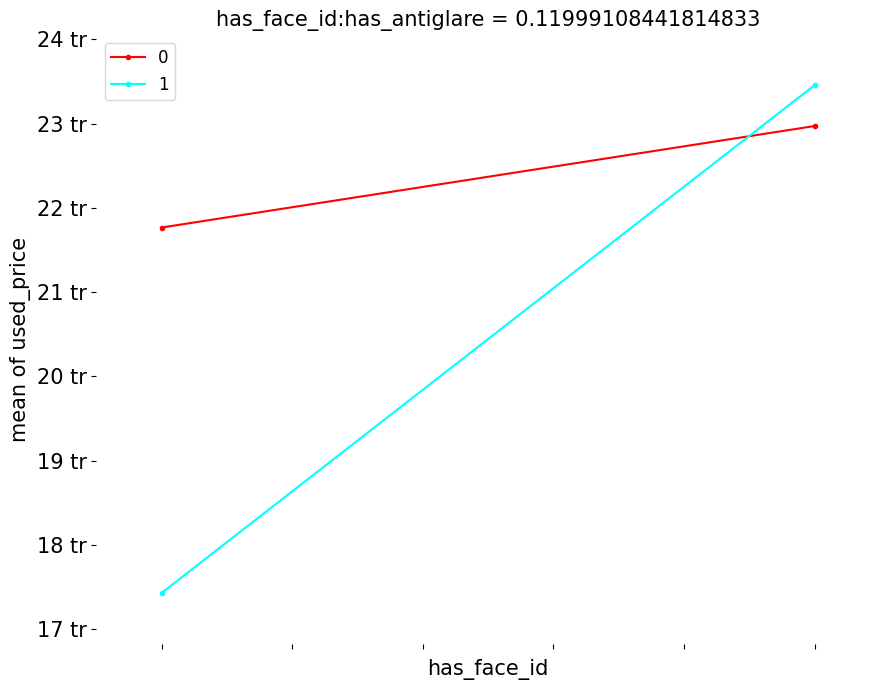 has_face_id:has_antiglare = 0.11999108441814833
24 tr
0
1
23 tr
22 tr
21 tr
20 tr
19 tr
18 tr
17 tr
mean of used_price
has_face_id